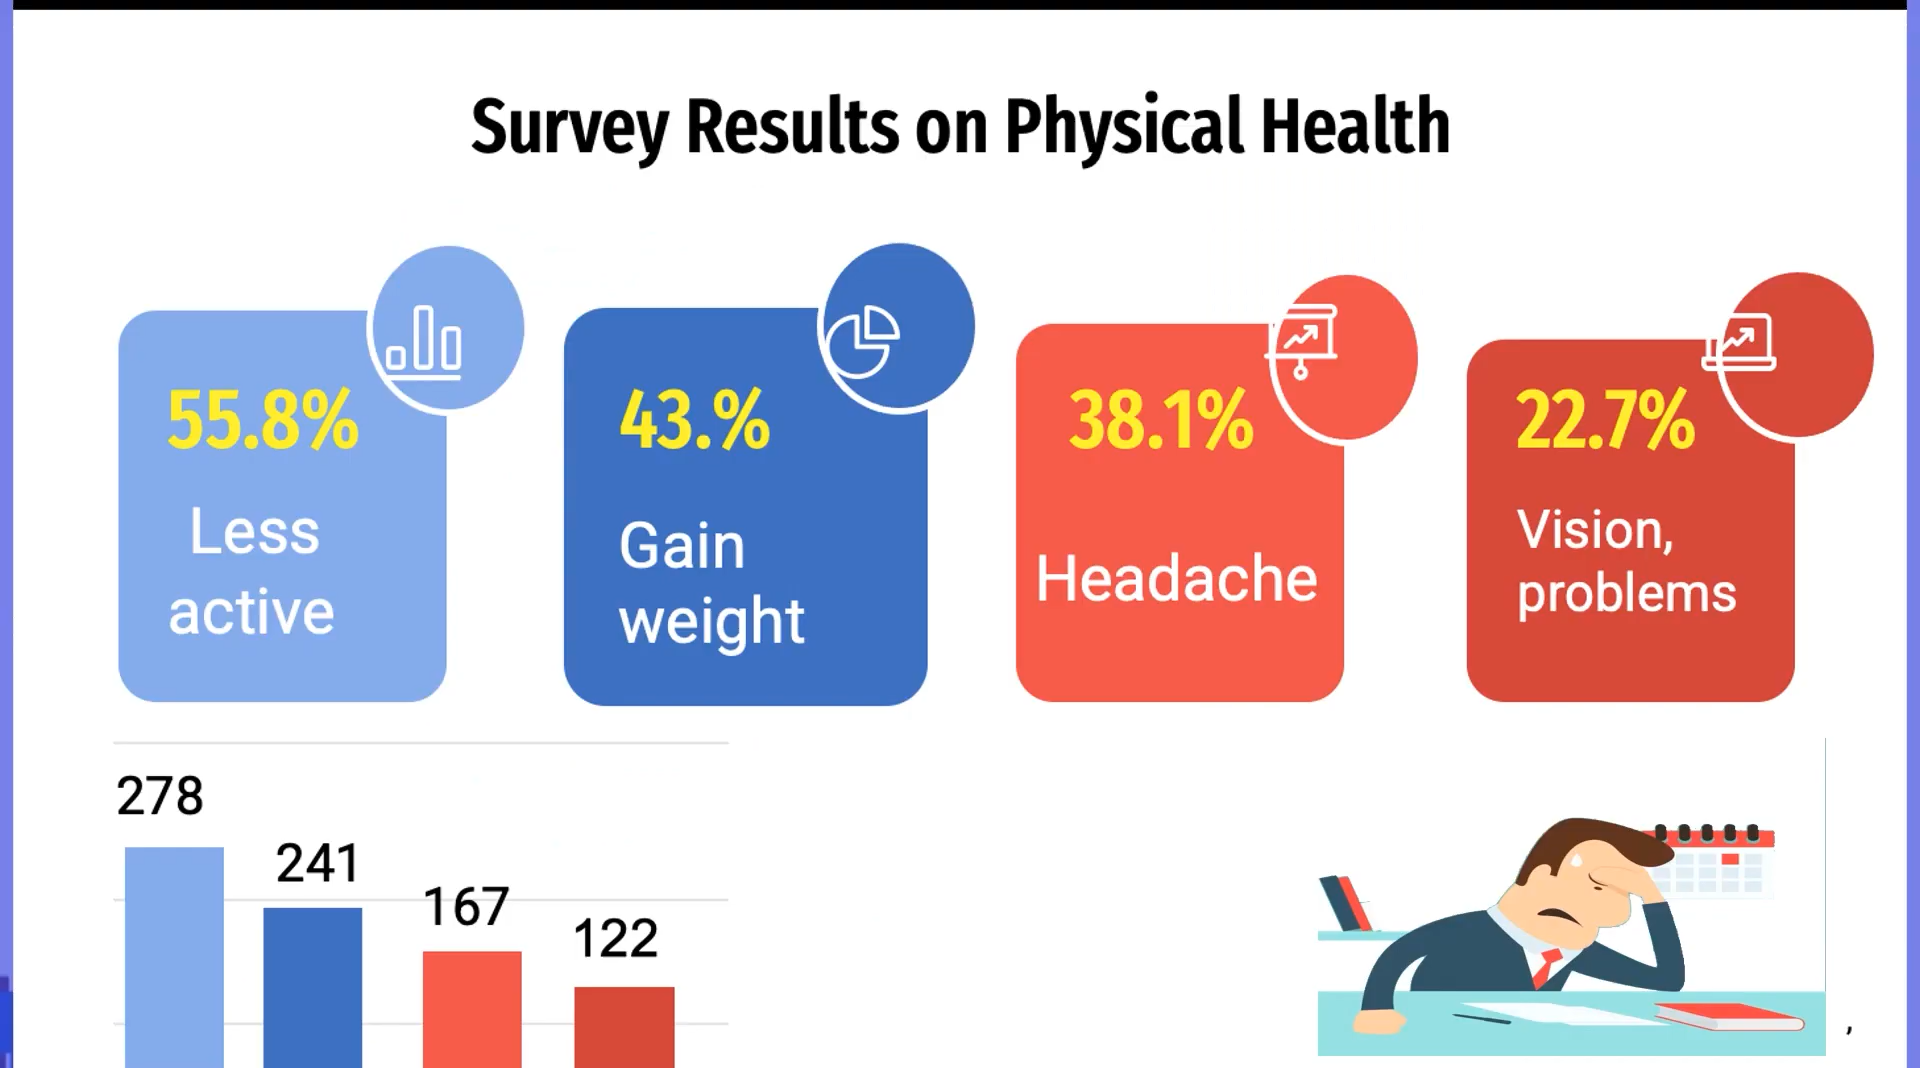 Survey Results on Physical Health
55.8%
Less
active
43.%
Gain
weight
38.1%
Headache
22.7%
Vision,
problems
278
241
167
122
,